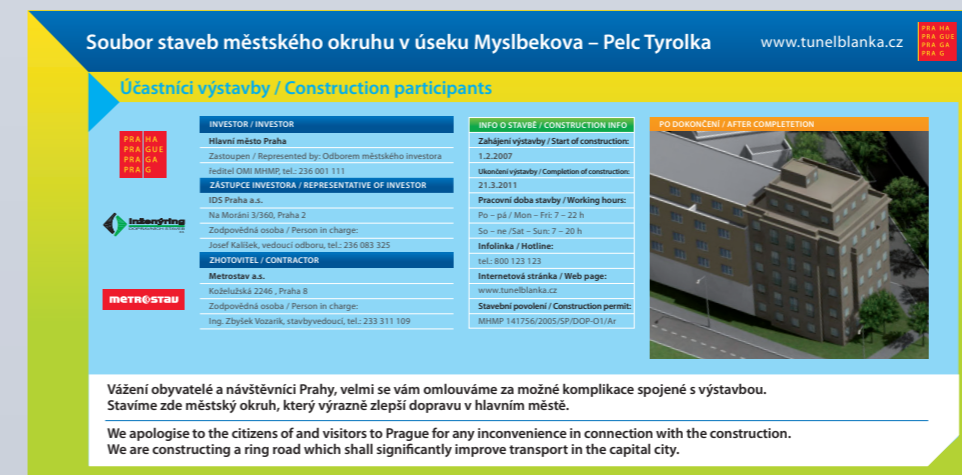 Soubor staveb městského okruhu v úseku Myslbekova – Pelc Tyrolka
www.tunelblanka.cz
PRA HA
PRA GUE
PRA GA
PRA G
Účastníci výstavby / Construction participants
PRA HA
PRA GUE
PRA GA
PRA G
INVESTOR / INVESTOR
Hlavní město Praha
Zastoupen / Represented by: Odborem městského investora
ředitel OMI MHMP, tel.: 236 001 111
ZÁSTUPCE INVESTORA / REPRESENTATIVE OF INVESTOR
IDS Praha a.s.
Na Moráni 3/360, Praha 2
Zodpovědná osoba / Person in charge:
Josef Kališek, vedoucí odboru, tel.: 236 083 325
ZHOTOVITEL / CONTRACTOR
Metrostav a.s.
Koželužská 2246 , Praha 8
Zodpovědná osoba / Person in charge:
Ing. Zbyšek Vozarik, stavbyvedoucí, tel.: 233 311 109
Inženýring
METROSTAV
INFO O STAVBĚ / CONSTRUCTION INFO
Zahájení výstavby / Start of construction:
1.2.2007
Ukončení výstavby / Completion of construction:
21.3.2011
Pracovní doba stavby / Working hours:
Po – pá / Mon – Fri: 7 – 22 h
So – ne /Sat – Sun: 7 – 20 h
Infolinka / Hotline:
tel.: 800 123 123
Internetová stránka / Web page:
www.tunelblanka.cz
Stavební povolení / Construction permit:
MHMP 141756/2005/SP/DOP-O1/Ar
PO DOKONČENÍ / AFTER COMPLETETION
Vážení obyvatelé a návštěvníci Prahy, velmi se vám omlouváme za možné komplikace spojené s výstavbou.
Stavíme zde městský okruh, který výrazně zlepší dopravu v hlavním městě.
We apologise to the citizens of and visitors to Prague for any inconvenience in connection with the construction.
We are constructing a ring road which shall significantly improve transport in the capital city.